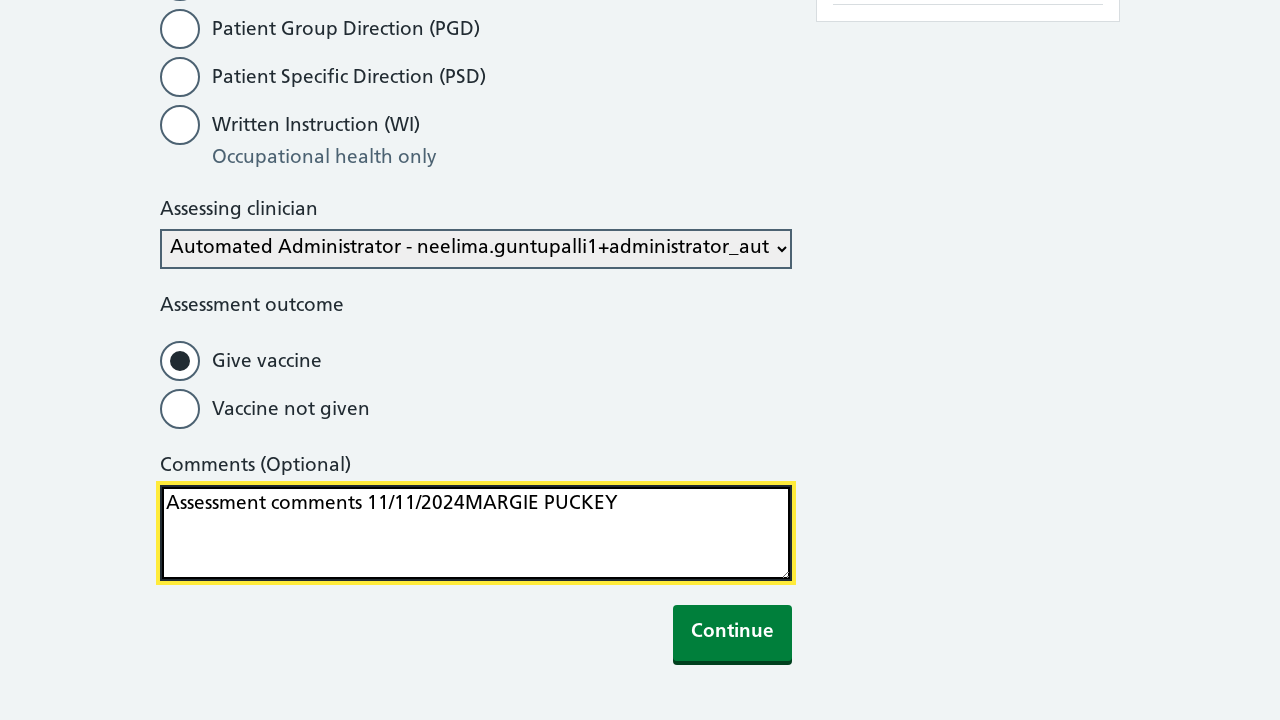 Patient Group Direction (PGD)
Patient Specific Direction (PSD)
Written Instruction (WI)
Occupational health only
Assessing clinician
Automated Administrator - neelima.guntupalli1+administrator_aut
Assessment outcome
Give vaccine
Vaccine not given
Comments (Optional)
Assessment comments 11/11/2024MARGIE PUCKEY
Continue